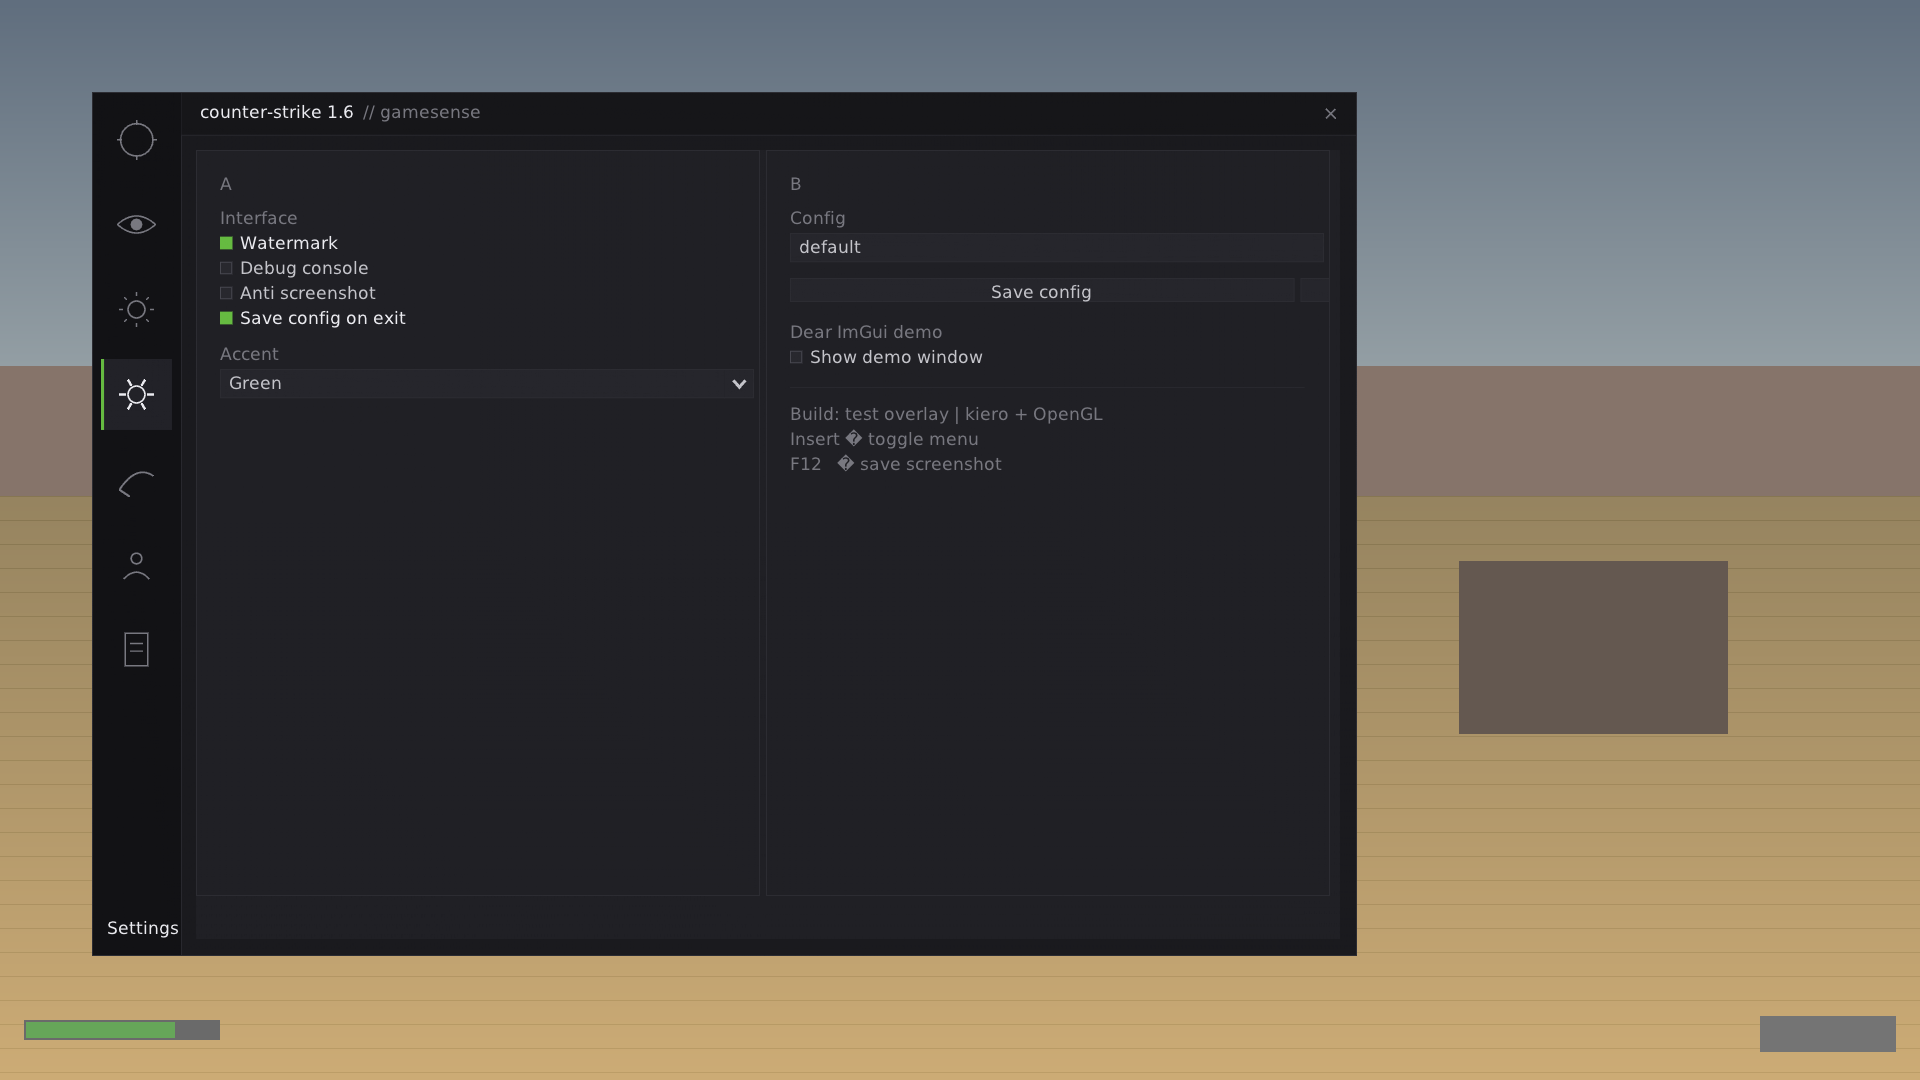 counter-strike 1.6 // gamesense ×
A
Interface
Watermark
Debug console
Anti screenshot
Save config on exit
Accent
Green
B
Config
default
Save config
Dear ImGui demo
Show demo window
Build: test overlay | kiero + OpenGL
Insert � toggle menu
F12 � save screenshot
Settings